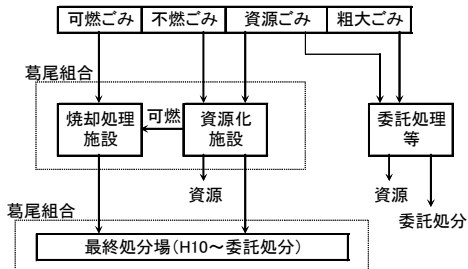 可燃ごみ 不燃ごみ 資源ごみ 粗大ごみ
葛尾組合
焼却処理施設
可燃
資源化施設
委託処理等
資源
資源
委託処分
葛尾組合
最終処分場(H10～委託処分)